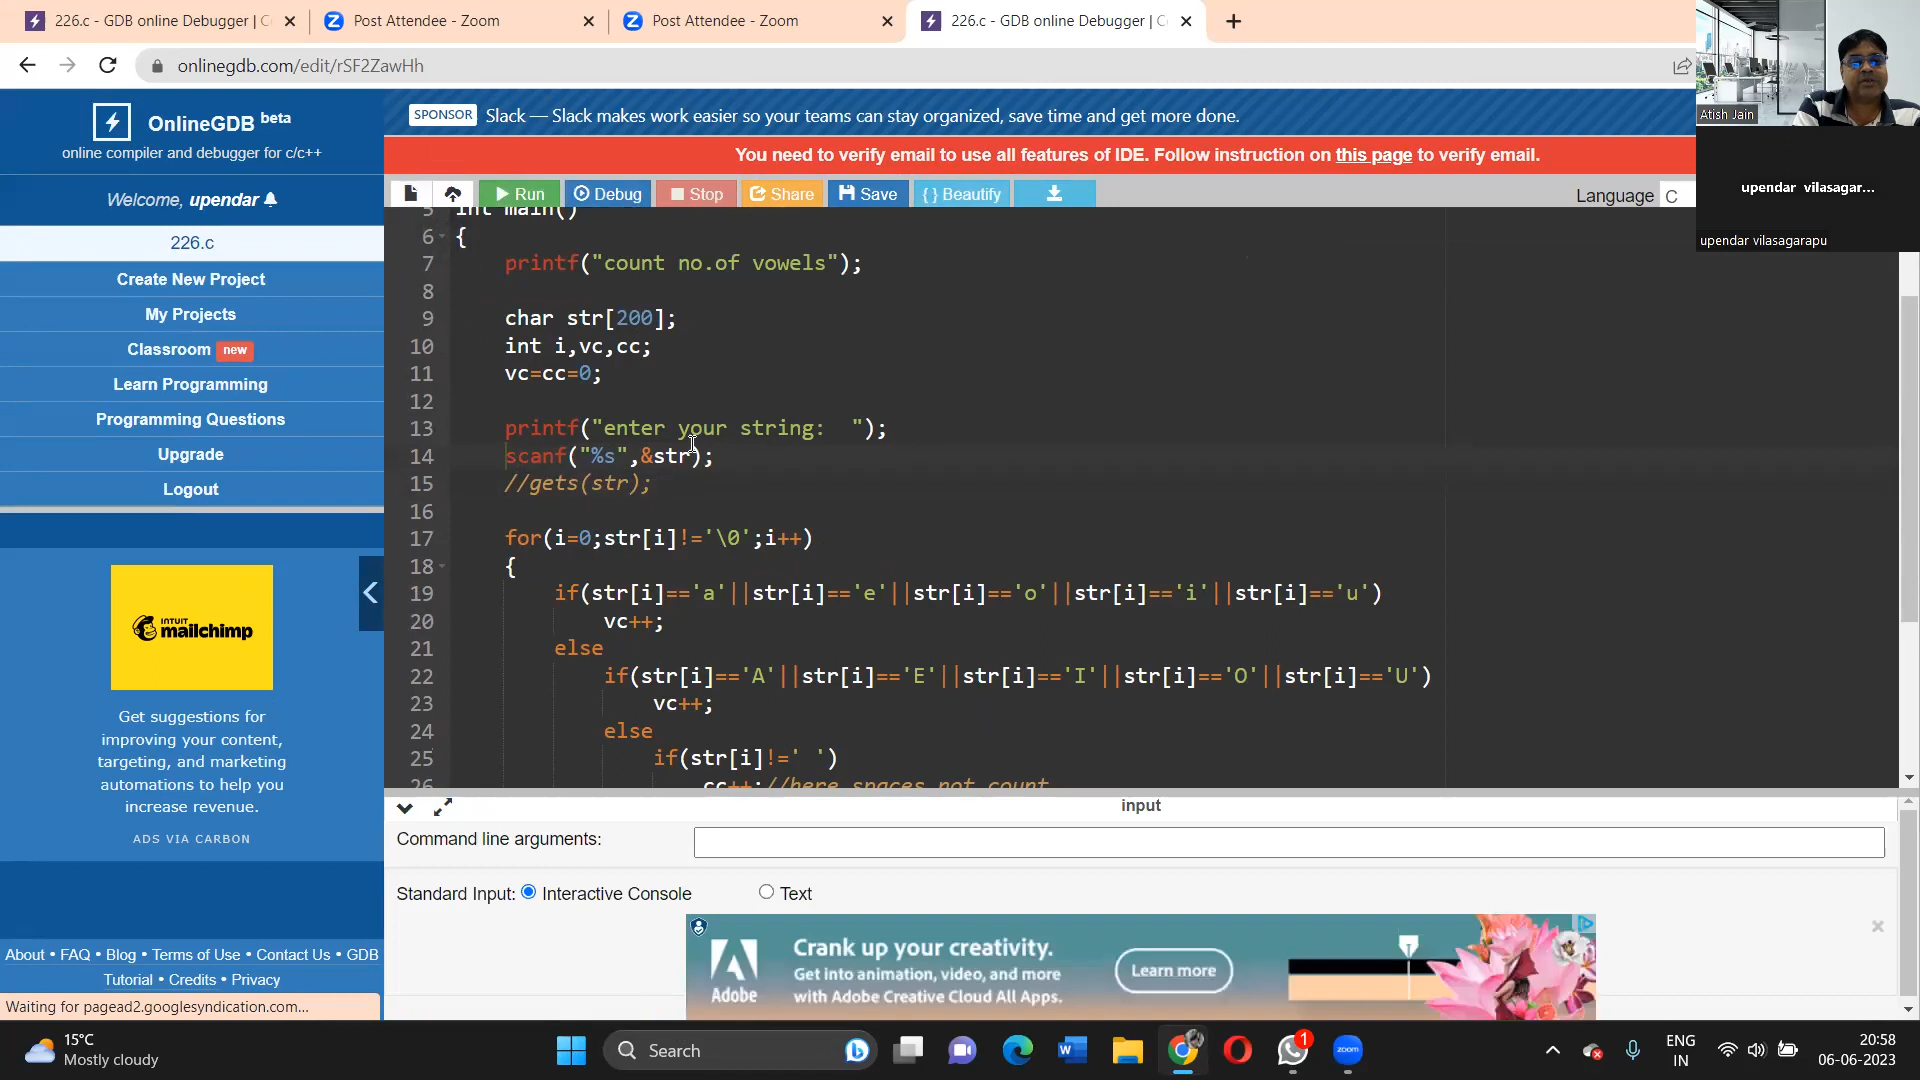 226.c - GDB online Debugger | C
Post Attendee - Zoom
Post Attendee - Zoom
226.c - GDB online Debugger | C
onlinegdb.com/edit/rSF2ZawHh
Atish Jain
upendar vilasagar...
upendar vilasagarapu
OnlineGDB beta
online compiler and debugger for c/c++
Welcome, upendar
226.c
Create New Project
My Projects
Classroom new
Learn Programming
Programming Questions
Upgrade
Logout
INTUIT
mailchimp
Get suggestions for
improving your content,
targeting, and marketing
automations to help you
increase revenue.
ADS VIA CARBON
About • FAQ • Blog • Terms of Use • Contact Us • GDB
Tutorial • Credits • Privacy
Waiting for pagead2.googlesyndication.com...
SPONSOR Slack — Slack makes work easier so your teams can stay organized, save time and get more done.
You need to verify email to use all features of IDE. Follow instruction on this page to verify email.
Run Debug Stop Share Save { } Beautify
Language C
5 int main()
6 {
7 printf("count no.of vowels");
8
9 char str[200];
10 int i,vc,cc;
11 vc=cc=0;
12
13 printf("enter your string:  ");
14 scanf("%s",&str);
15 //gets(str);
16
17 for(i=0;str[i]!='\0';i++)
18 {
19 if(str[i]=='a'||str[i]=='e'||str[i]=='o'||str[i]=='i'||str[i]=='u')
20 vc++;
21 else
22 if(str[i]=='A'||str[i]=='E'||str[i]=='I'||str[i]=='O'||str[i]=='U')
23 vc++;
24 else
25 if(str[i]!=' ')
26 cc++;//here spaces not count
input
Command line arguments:
Standard Input: Interactive Console Text
Adobe
Crank up your creativity.
Get into animation, video, and more
with Adobe Creative Cloud All Apps.
Learn more
15°C
Mostly cloudy
Search
1
zoom
ENG
IN
20:58
06-06-2023